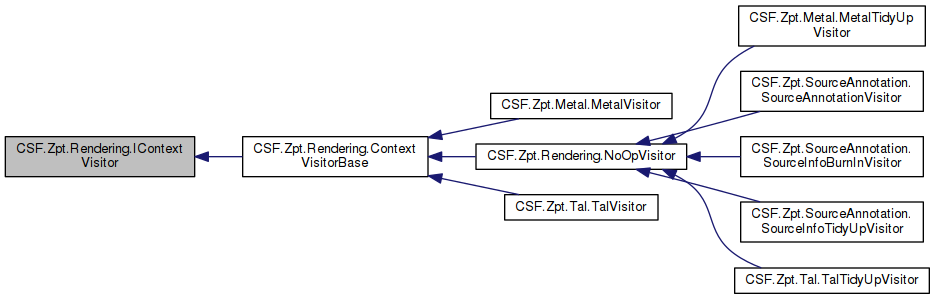 CSF.Zpt.Rendering.IContext
Visitor
CSF.Zpt.Rendering.Context
VisitorBase
CSF.Zpt.Metal.MetalVisitor
CSF.Zpt.Rendering.NoOpVisitor
CSF.Zpt.Tal.TalVisitor
CSF.Zpt.Metal.MetalTidyUp
Visitor
CSF.Zpt.SourceAnnotation.
SourceAnnotationVisitor
CSF.Zpt.SourceAnnotation.
SourceInfoBurnInVisitor
CSF.Zpt.SourceAnnotation.
SourceInfoTidyUpVisitor
CSF.Zpt.Tal.TalTidyUpVisitor